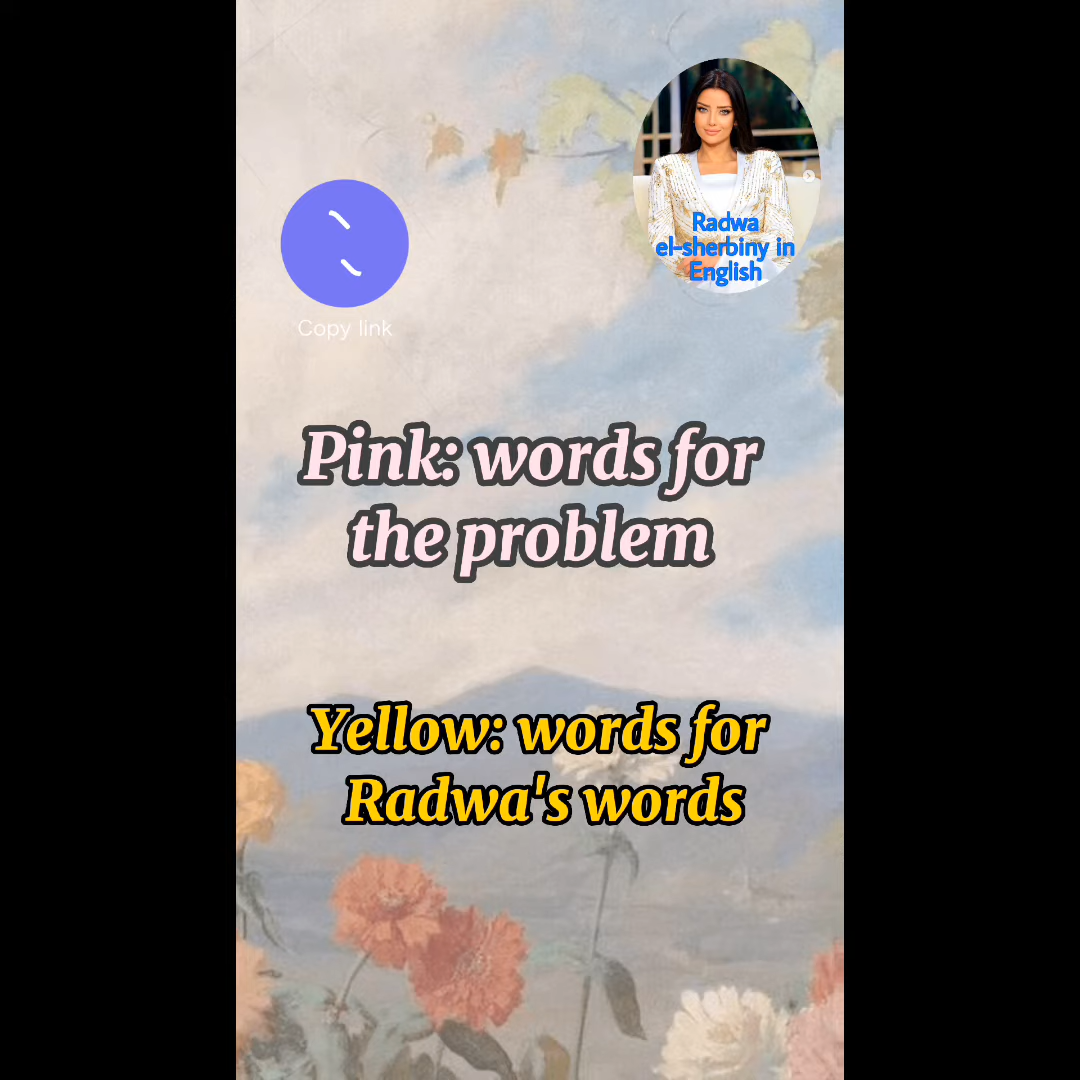 Radwa
el-sherbiny in
English
Copy link
Pink: words for
the problem
Yellow: words for
Radwa's words